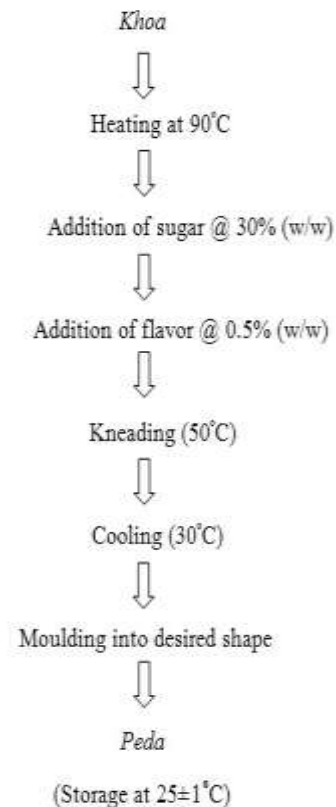 Khoa
Heating at 90°C
Addition of sugar @ 30% (w/w)
Addition of flavor @ 0.5% (w/w)
Kneading (50°C)
Cooling (30°C)
Moulding into desired shape
Peda
(Storage at 25±1°C)